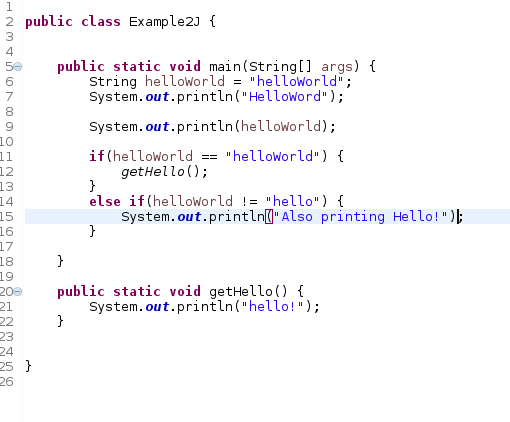 1
2 public class Example2J {
3
4
5 public static void main(String[] args) {
6 String helloWorld = "helloWorld";
7 System.out.println("HelloWord");
8
9 System.out.println(helloWorld);
10
11 if(helloWorld == "helloWorld") {
12 getHello();
13 }
14 else if(helloWorld != "hello") {
15 System.out.println("Also printing Hello!");
16 }
17
18 }
19
20 public static void getHello() {
21 System.out.println("hello!");
22 }
23
24
25 }
26